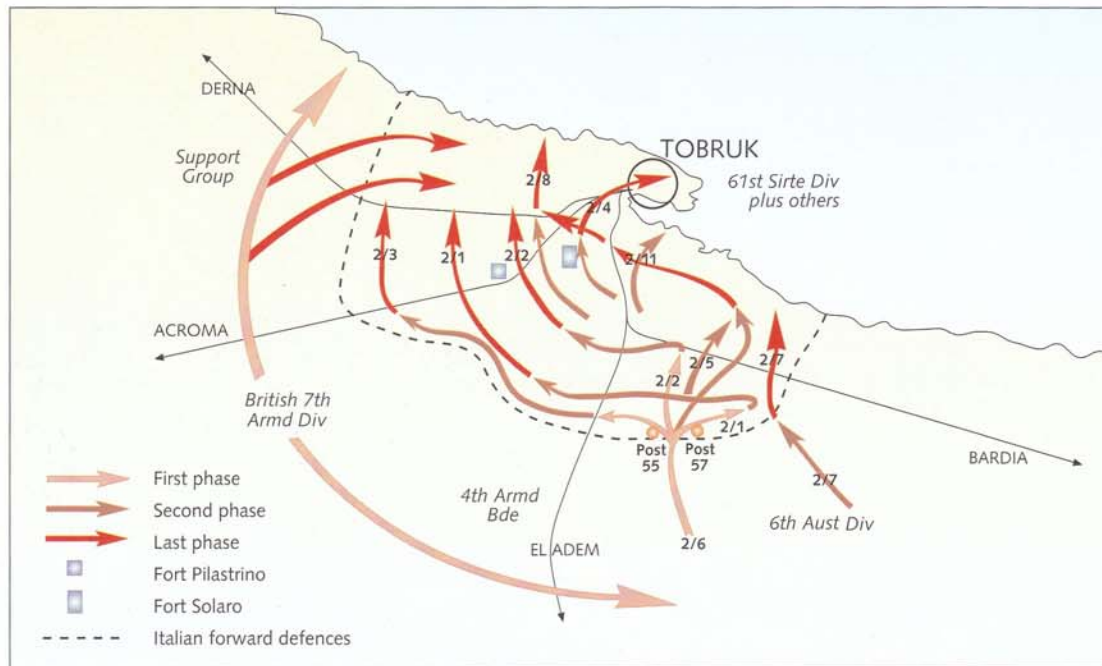 DERNA
Support
Group
TOBRUK
61st Sirte Div
plus others
2/8
2/4
2/3
2/1
2/2
2/11
ACROMA
British 7th
Armd Div
2/2
2/5
2/7
2/1
Post
55
Post
57
BARDIA
2/7
6th Aust Div
4th Armd
Bde
2/6
EL ADEM
First phase
Second phase
Last phase
Fort Pilastrino
Fort Solaro
Italian forward defences